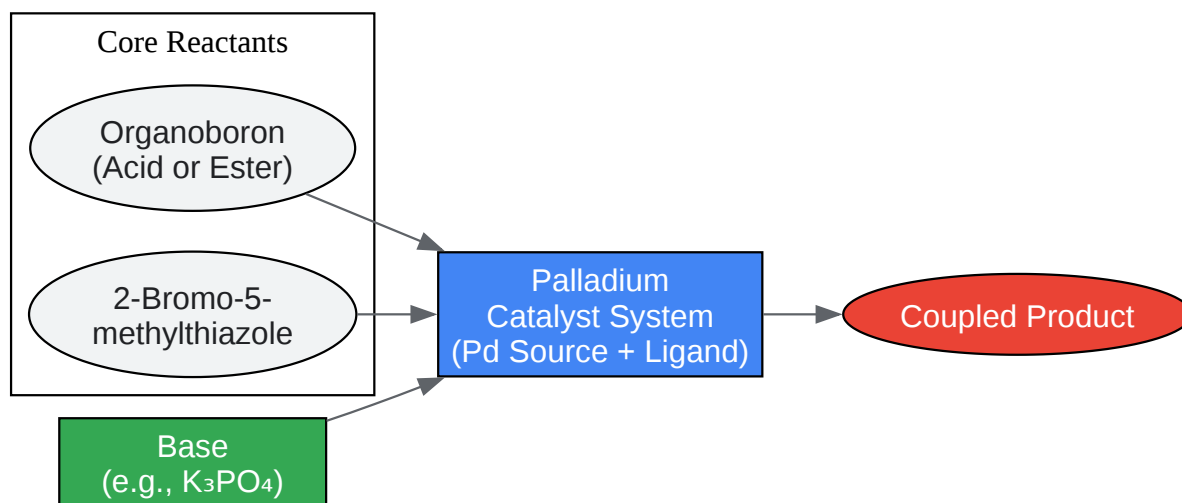 Core Reactants
Organoboron
(Acid or Ester)
2-Bromo-5-
methylthiazole
Base
(e.g., K₃PO₄)
Palladium
Catalyst System
(Pd Source + Ligand)
Coupled Product